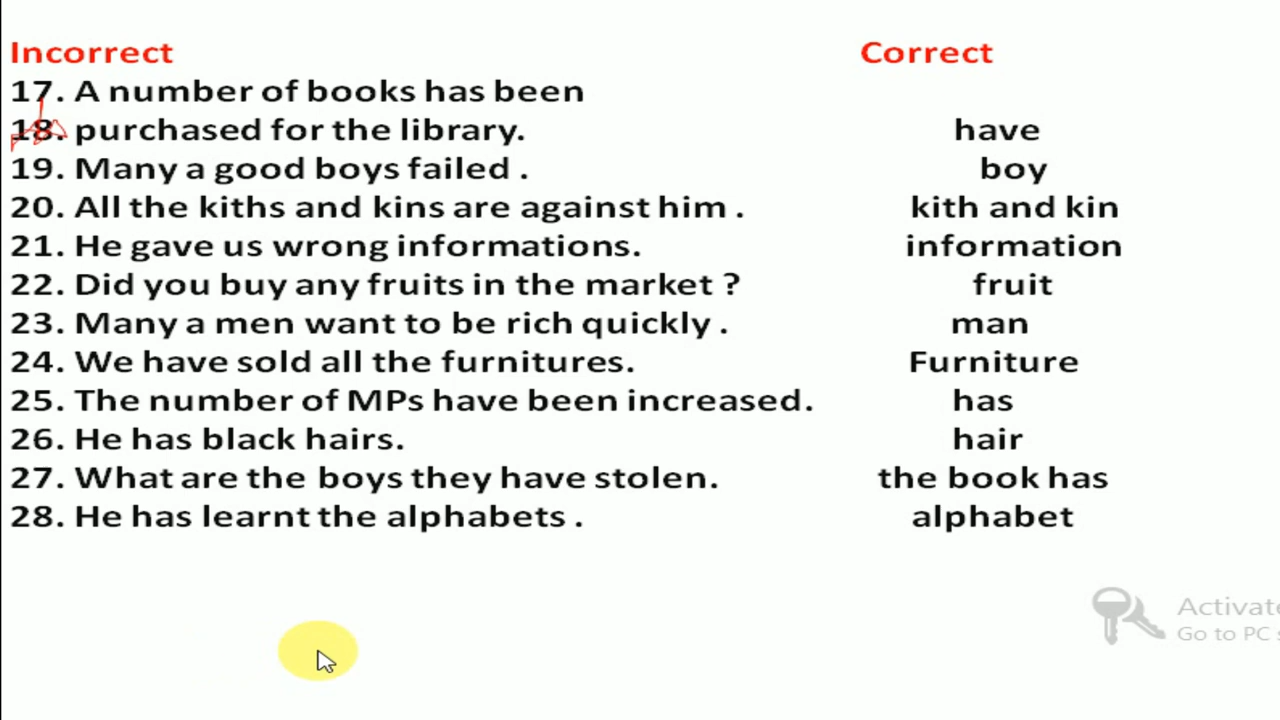 Incorrect Correct
17. A number of books has been
18. purchased for the library. have
19. Many a good boys failed . boy
20. All the kiths and kins are against him . kith and kin
21. He gave us wrong informations. information
22. Did you buy any fruits in the market ? fruit
23. Many a men want to be rich quickly . man
24. We have sold all the furnitures. Furniture
25. The number of MPs have been increased. has
26. He has black hairs. hair
27. What are the boys they have stolen. the book has
28. He has learnt the alphabets . alphabet
Activate
Go to PC s